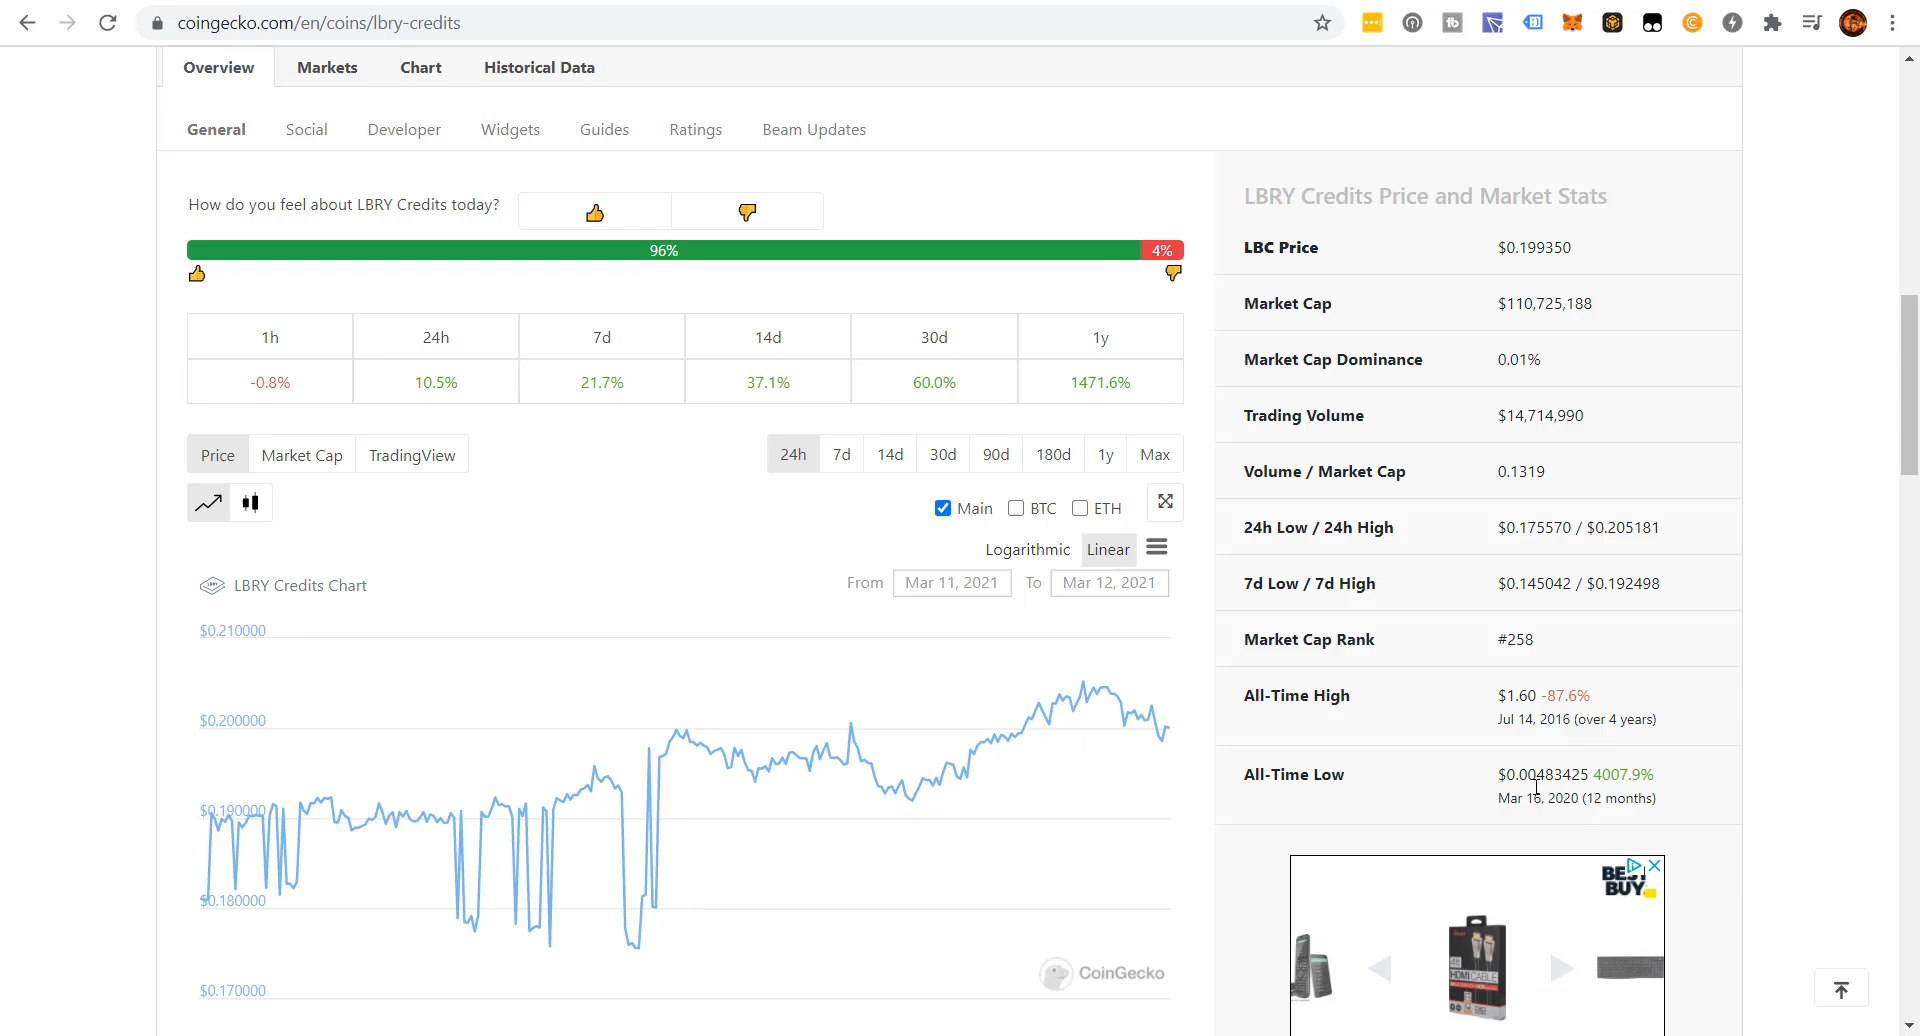 coingecko.com/en/coins/lbry-credits
Overview Markets Chart Historical Data
General Social Developer Widgets Guides Ratings Beam Updates
How do you feel about LBRY Credits today?
96% 4%
1h 24h 7d 14d 30d 1y
-0.8% 10.5% 21.7% 37.1% 60.0% 1471.6%
Price Market Cap TradingView
24h 7d 14d 30d 90d 180d 1y Max
Main BTC ETH
Logarithmic Linear
LBRY Credits Chart
From Mar 11, 2021 To Mar 12, 2021
$0.210000
$0.200000
$0.190000
$0.180000
$0.170000
CoinGecko
LBRY Credits Price and Market Stats
LBC Price $0.199350
Market Cap $110,725,188
Market Cap Dominance 0.01%
Trading Volume $14,714,990
Volume / Market Cap 0.1319
24h Low / 24h High $0.175570 / $0.205181
7d Low / 7d High $0.145042 / $0.192498
Market Cap Rank #258
All-Time High $1.60 -87.6%
Jul 14, 2016 (over 4 years)
All-Time Low $0.00483425 4007.9%
Mar 16, 2020 (12 months)
BEST
BUY
4ft
HDMI CABLE